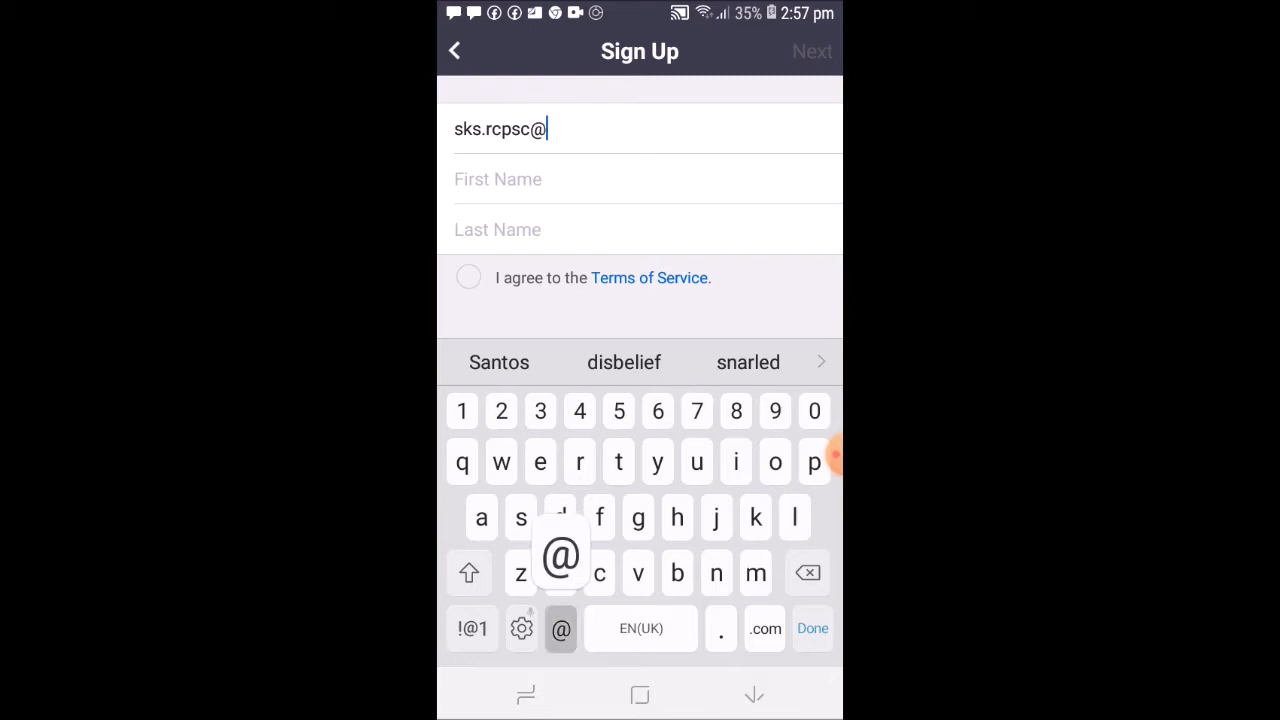 35% 2:57 pm
Sign Up Next
sks.rcpsc@
First Name
Last Name
I agree to the Terms of Service.
Santos disbelief snarled
1 2 3 4 5 6 7 8 9 0
q w e r t y u i o p
a s d f g h j k l
@
z c v b n m
!@1 @ EN(UK) . .com Done